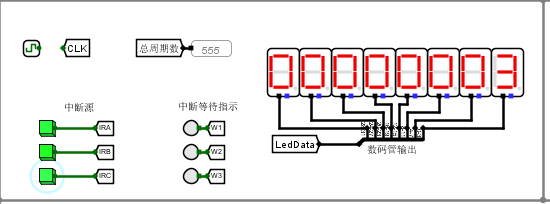 CLK
总周期数
555
00000003
中断源
中断等待指示
IRA
W1
IRB
W2
LedData
数码管输出
IRC
W3